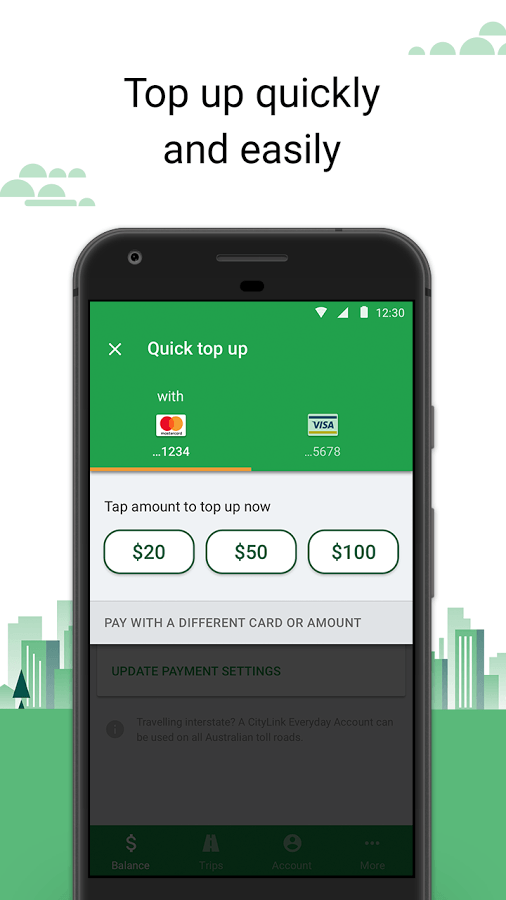 Top up quickly
and easily
12:30
Quick top up
with
mastercard
VISA
...1234
...5678
Tap amount to top up now
$20
$50
$100
PAY WITH A DIFFERENT CARD OR AMOUNT
UPDATE PAYMENT SETTINGS
Travelling interstate? A CityLink Everyday Account can
be used on all Australian toll roads.
Balance
Trips
Account
More